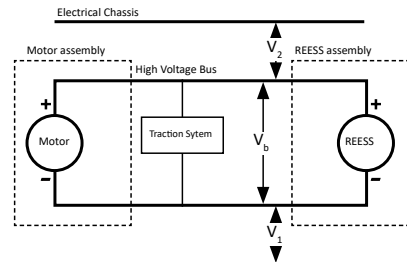 Electrical Chassis
V2
Motor assembly
REESS assembly
High Voltage Bus
+
+
Traction Sytem
Motor
Vb
REESS
–
–
V1